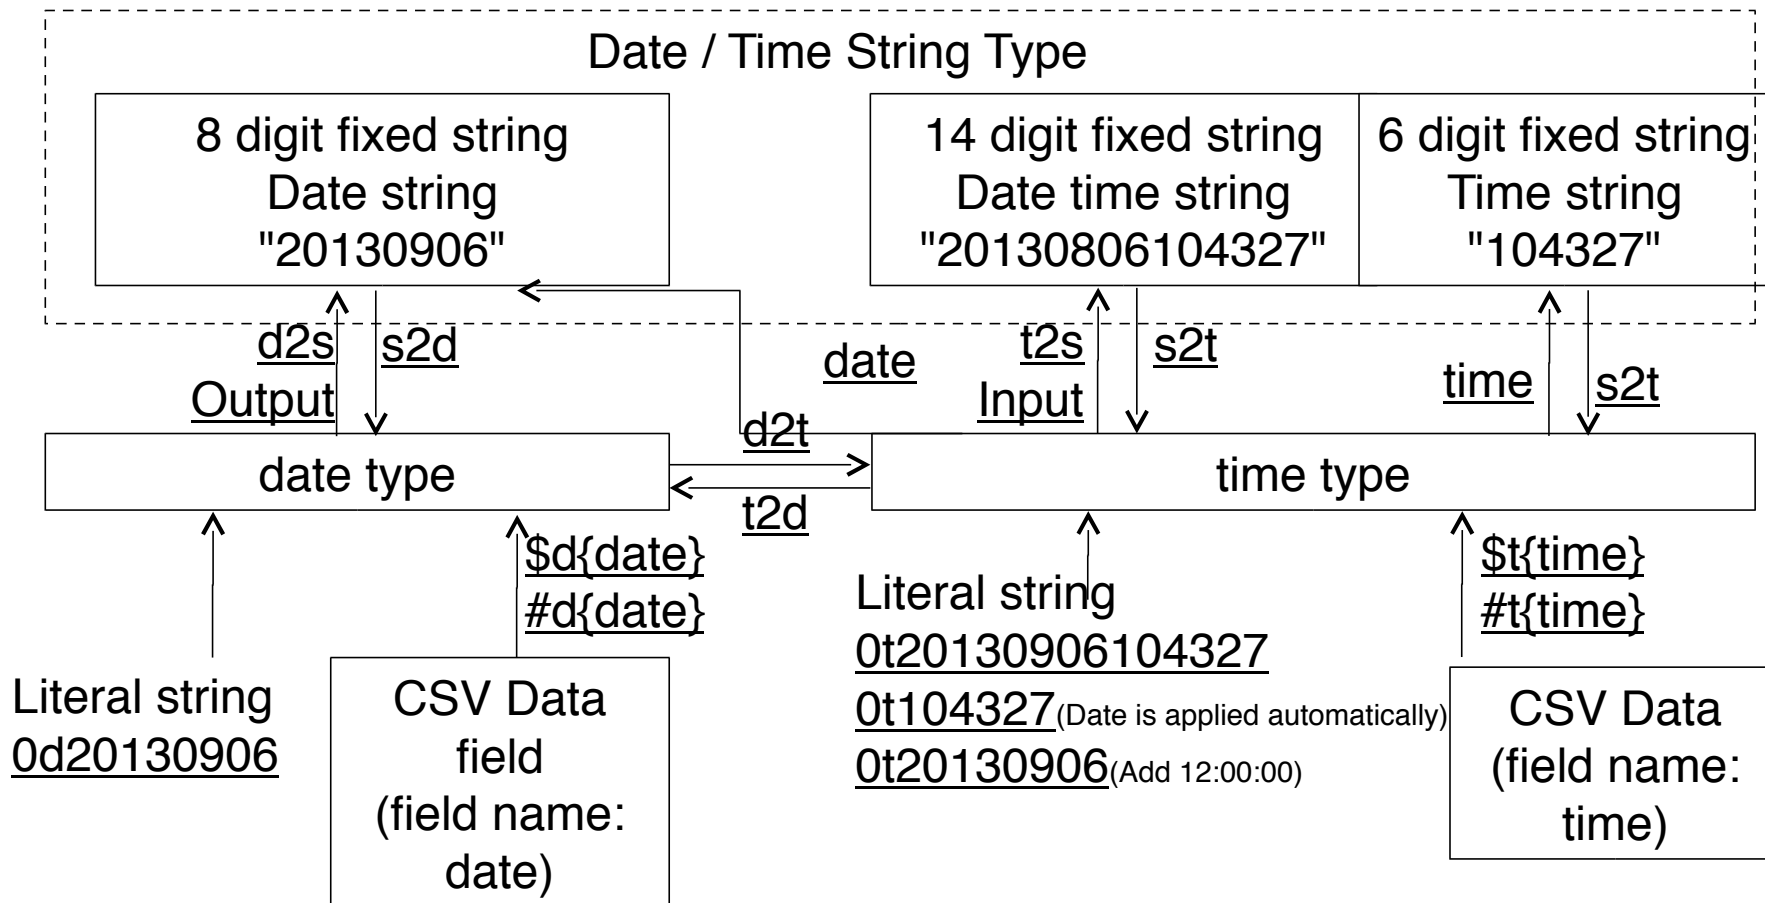 Date / Time String Type
8 digit fixed string
Date string
"20130906"
14 digit fixed string
Date time string
"20130806104327"
6 digit fixed string
Time string
"104327"
d2s
Output
s2d
date
t2s
Input
s2t
time
s2t
date type
d2t
t2d
time type
$d{date}
#d{date}
$t{time}
#t{time}
Literal string
0d20130906
CSV Data
field
(field name:
date)
Literal string
0t20130906104327
0t104327(Date is applied automatically)
0t20130906(Add 12:00:00)
CSV Data
(field name:
time)